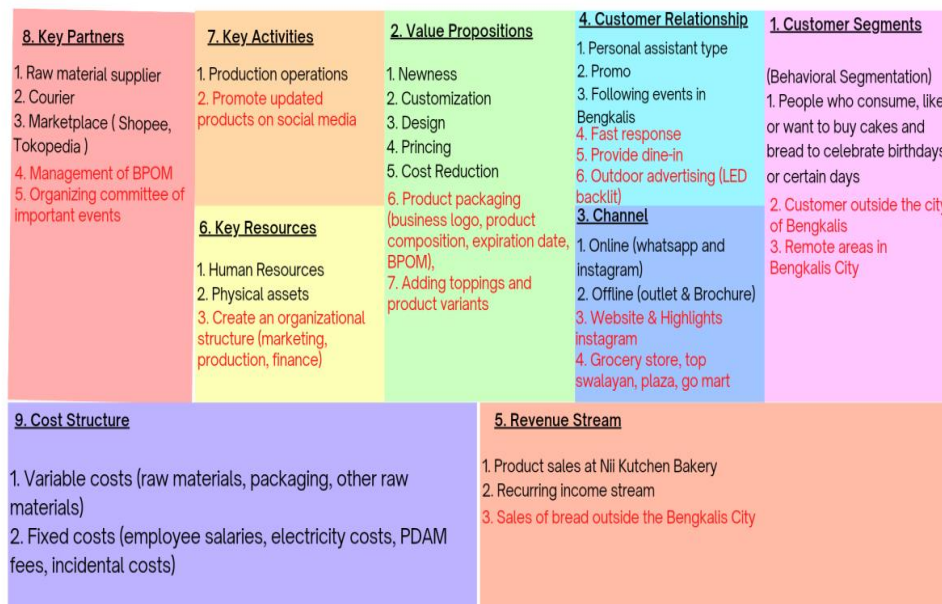 8. Key Partners
1. Raw material supplier
2. Courier
3. Marketplace ( Shopee,
Tokopedia )
4. Management of BPOM
5. Organizing committee of
important events
7. Key Activities
1. Production operations
2. Promote updated
products on social media
6. Key Resources
1. Human Resources
2. Physical assets
3. Create an organizational
structure (marketing,
production, finance)
2. Value Propositions
1. Newness
2. Customization
3. Design
4. Princing
5. Cost Reduction
6. Product packaging
(business logo, product
composition, expiration date,
BPOM),
7. Adding toppings and
product variants
4. Customer Relationship
1. Personal assistant type
2. Promo
3. Following events in
Bengkalis
4. Fast response
5. Provide dine-in
6. Outdoor advertising (LED
backlit)
3. Channel
1. Online (whatsapp and
instagram)
2. Offline (outlet & Brochure)
3. Website & Highlights
instagram
4. Grocery store, top
swalayan, plaza, go mart
1. Customer Segments
(Behavioral Segmentation)
1. People who consume, like
or want to buy cakes and
bread to celebrate birthdays
or certain days
2. Customer outside the city
of Bengkalis
3. Remote areas in
Bengkalis City
9. Cost Structure
1. Variable costs (raw materials, packaging, other raw
materials)
2. Fixed costs (employee salaries, electricity costs, PDAM
fees, incidental costs)
5. Revenue Stream
1. Product sales at Nii Kutchen Bakery
2. Recurring income stream
3. Sales of bread outside the Bengkalis City